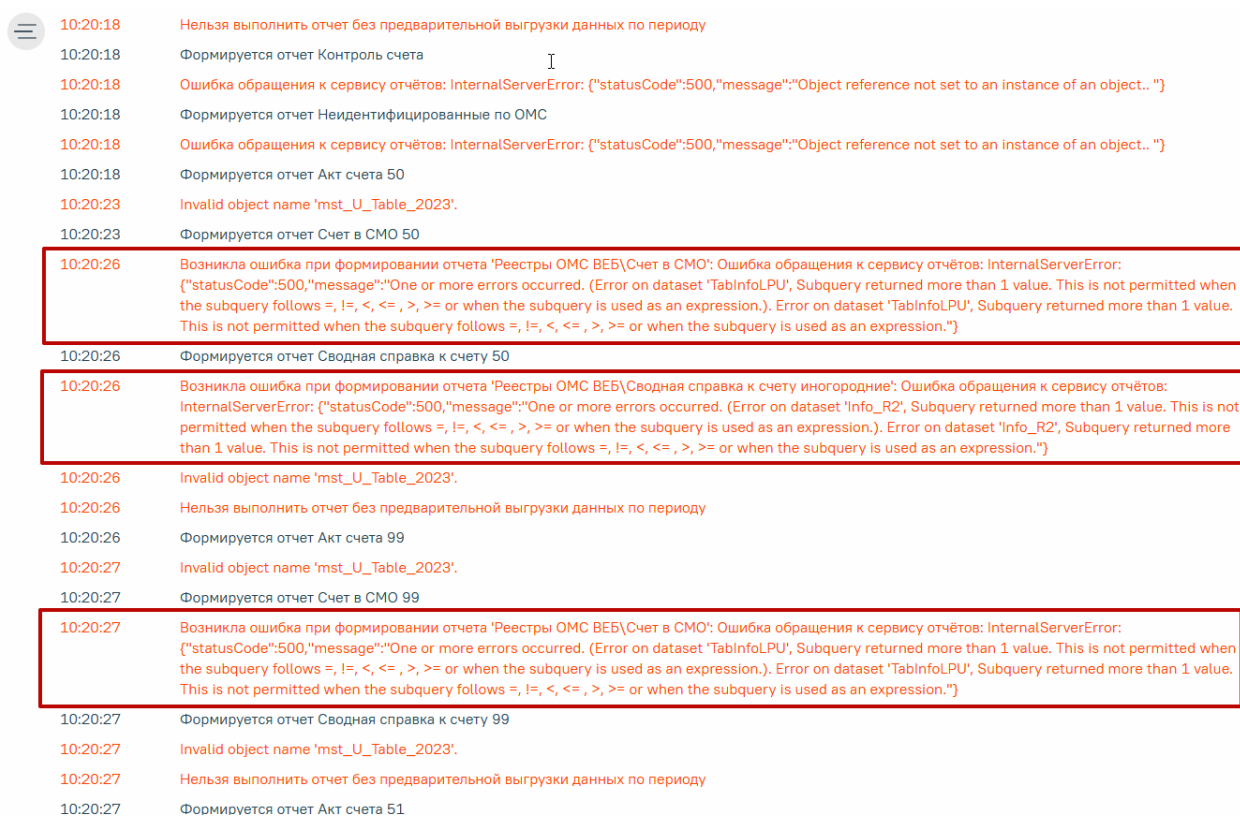 10:20:18 Нельзя выполнить отчет без предварительной выгрузки данных по периоду
10:20:18 Формируется отчет Контроль счета
10:20:18 Ошибка обращения к сервису отчётов: InternalServerError: {"statusCode":500,"message":"Object reference not set to an instance of an object.. "}
10:20:18 Формируется отчет Неидентифицированные по ОМС
10:20:18 Ошибка обращения к сервису отчётов: InternalServerError: {"statusCode":500,"message":"Object reference not set to an instance of an object.. "}
10:20:18 Формируется отчет Акт счета 50
10:20:23 Invalid object name 'mst_U_Table_2023'.
10:20:23 Формируется отчет Счет в СМО 50
10:20:26 Возникла ошибка при формировании отчета 'Реестры ОМС ВЕБ\Счет в СМО': Ошибка обращения к сервису отчётов: InternalServerError:
{"statusCode":500,"message":"One or more errors occurred. (Error on dataset 'TabInfoLPU', Subquery returned more than 1 value. This is not permitted when
the subquery follows =, !=, <, <= , >, >= or when the subquery is used as an expression.). Error on dataset 'TabInfoLPU', Subquery returned more than 1 value.
This is not permitted when the subquery follows =, !=, <, <= , >, >= or when the subquery is used as an expression."}
10:20:26 Формируется отчет Сводная справка к счету 50
10:20:26 Возникла ошибка при формировании отчета 'Реестры ОМС ВЕБ\Сводная справка к счету иногородние': Ошибка обращения к сервису отчётов:
InternalServerError: {"statusCode":500,"message":"One or more errors occurred. (Error on dataset 'Info_R2', Subquery returned more than 1 value. This is not
permitted when the subquery follows =, !=, <, <= , >, >= or when the subquery is used as an expression.). Error on dataset 'Info_R2', Subquery returned more
than 1 value. This is not permitted when the subquery follows =, !=, <, <= , >, >= or when the subquery is used as an expression."}
10:20:26 Invalid object name 'mst_U_Table_2023'.
10:20:26 Нельзя выполнить отчет без предварительной выгрузки данных по периоду
10:20:26 Формируется отчет Акт счета 99
10:20:27 Invalid object name 'mst_U_Table_2023'.
10:20:27 Формируется отчет Счет в СМО 99
10:20:27 Возникла ошибка при формировании отчета 'Реестры ОМС ВЕБ\Счет в СМО': Ошибка обращения к сервису отчётов: InternalServerError:
{"statusCode":500,"message":"One or more errors occurred. (Error on dataset 'TabInfoLPU', Subquery returned more than 1 value. This is not permitted when
the subquery follows =, !=, <, <= , >, >= or when the subquery is used as an expression.). Error on dataset 'TabInfoLPU', Subquery returned more than 1 value.
This is not permitted when the subquery follows =, !=, <, <= , >, >= or when the subquery is used as an expression."}
10:20:27 Формируется отчет Сводная справка к счету 99
10:20:27 Invalid object name 'mst_U_Table_2023'.
10:20:27 Нельзя выполнить отчет без предварительной выгрузки данных по периоду
10:20:27 Формируется отчет Акт счета 51